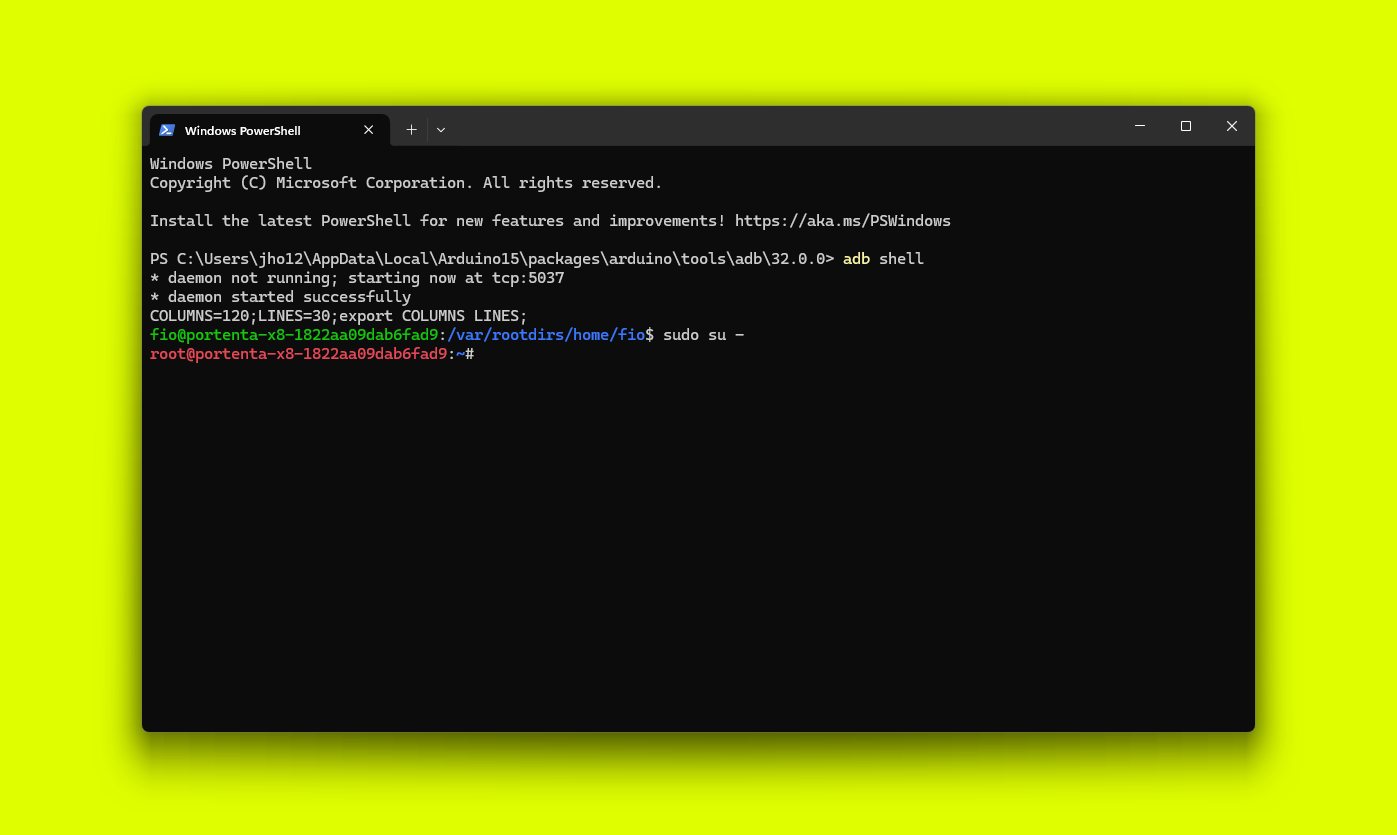 Windows PowerShell
Windows PowerShell
Copyright (C) Microsoft Corporation. All rights reserved.
Install the latest PowerShell for new features and improvements! https://aka.ms/PSWindows
PS C:\Users\jho12\AppData\Local\Arduino15\packages\arduino\tools\adb\32.0.0> adb shell
* daemon not running; starting now at tcp:5037
* daemon started successfully
COLUMNS=120;LINES=30;export COLUMNS LINES;
fio@portenta-x8-1822aa09dab6fad9:/var/rootdirs/home/fio$ sudo su -
root@portenta-x8-1822aa09dab6fad9:~#